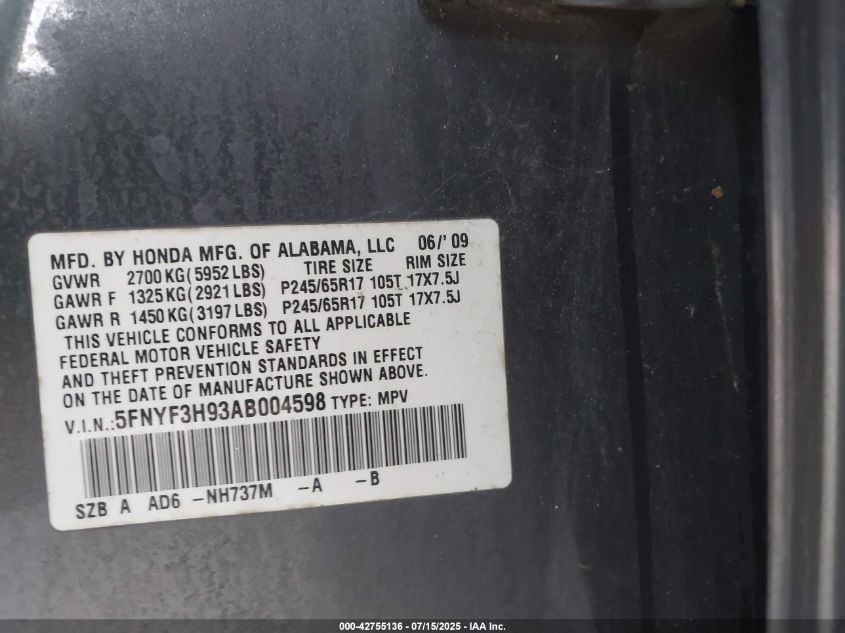 MFD. BY HONDA MFG. OF ALABAMA, LLC 06/' 09
GVWR 2700 KG(5952 LBS) TIRE SIZE RIM SIZE
GAWR F 1325 KG(2921 LBS) P245/65R17 105T 17X7.5J
GAWR R 1450 KG(3197 LBS) P245/65R17 105T 17X7.5J
THIS VEHICLE CONFORMS TO ALL APPLICABLE
FEDERAL MOTOR VEHICLE SAFETY
AND THEFT PREVENTION STANDARDS IN EFFECT
ON THE DATE OF MANUFACTURE SHOWN ABOVE.
V.I.N.:5FNYF3H93AB004598 TYPE: MPV
SZB A AD6 -NH737M -A -B
000-42755136 - 07/15/2025 - IAA Inc.